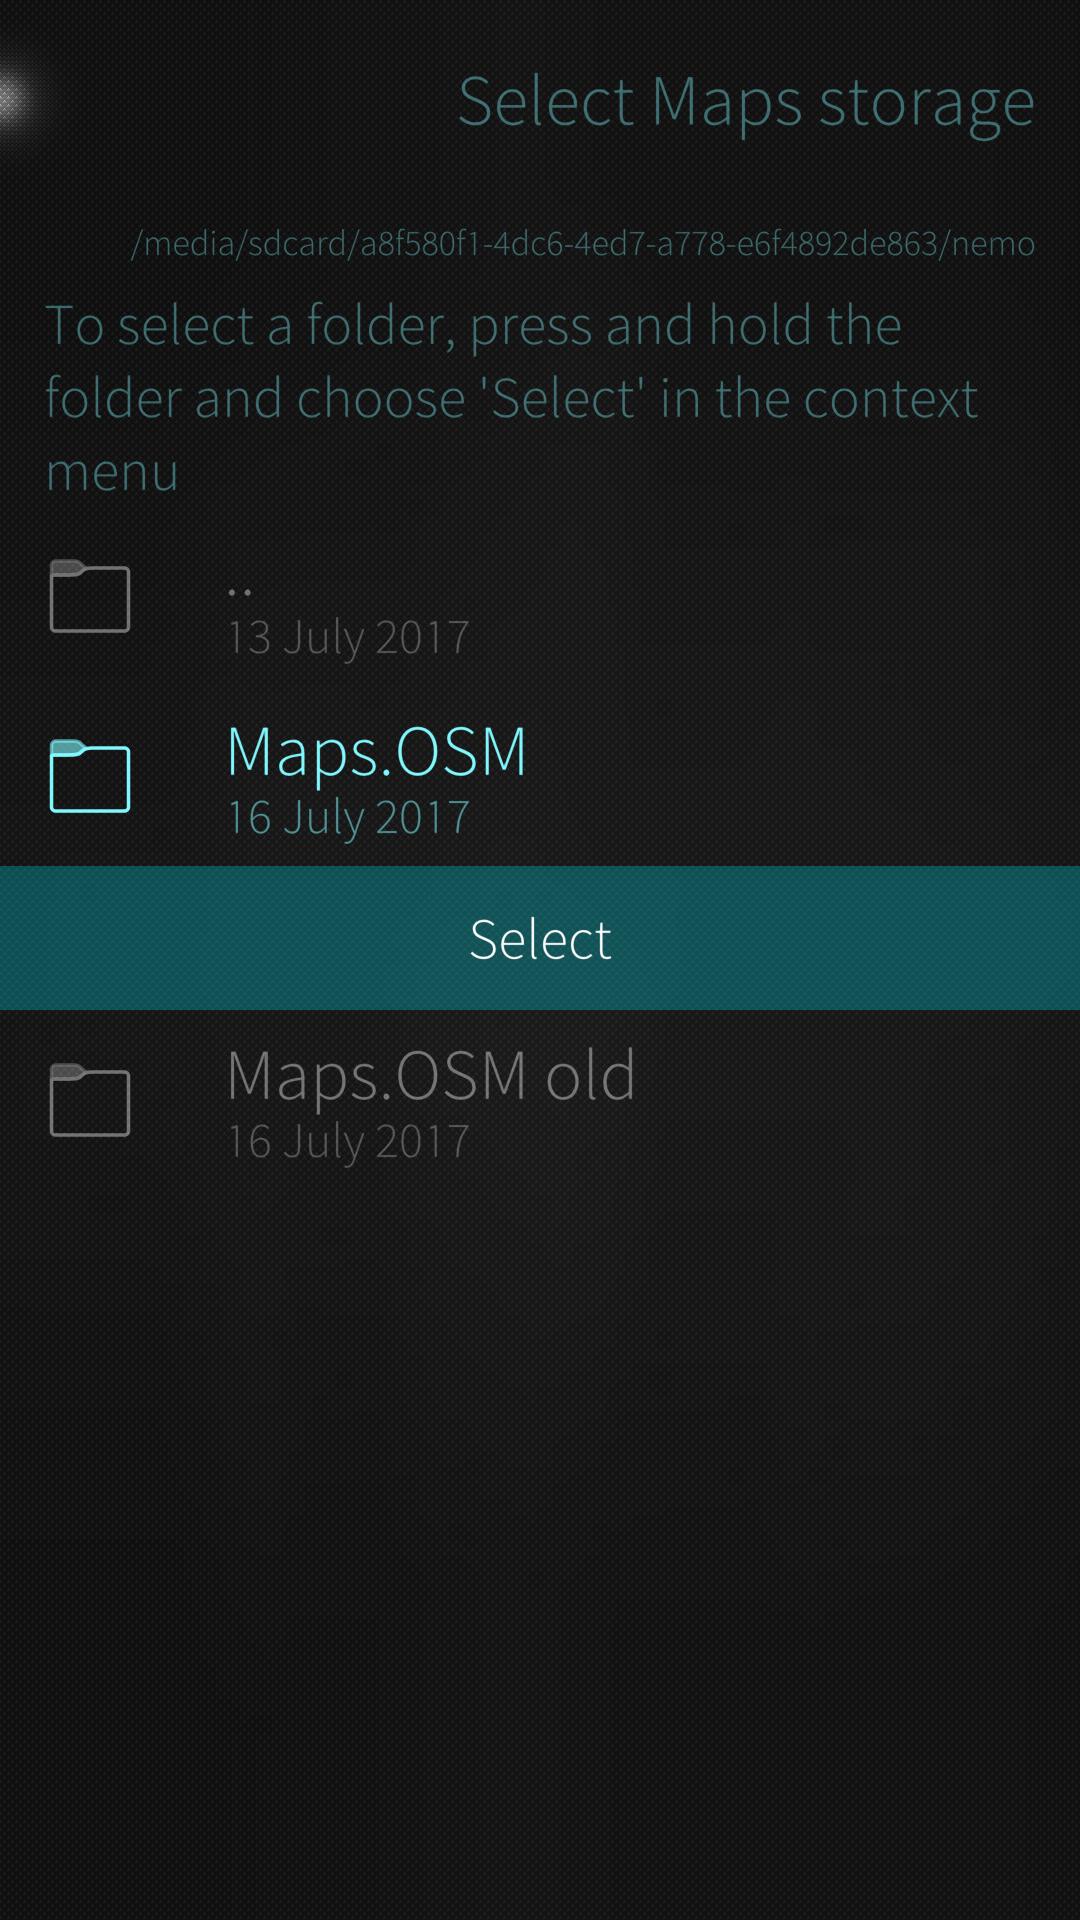 Select Maps storage
/media/sdcard/a8f580f1-4dc6-4ed7-a778-e6f4892de863/nemo
To select a folder, press and hold the
folder and choose 'Select' in the context
menu
..
13 July 2017
Maps.OSM
16 July 2017
Select
Maps.OSM old
16 July 2017